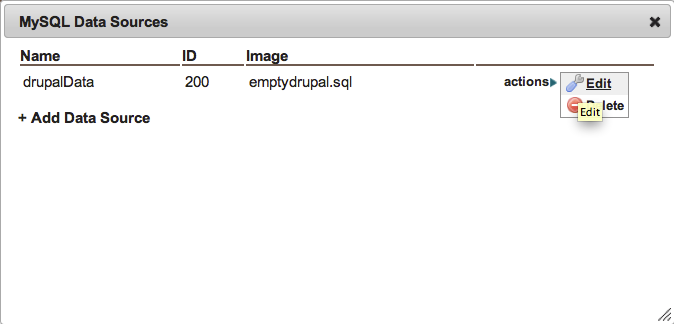 MySQL Data Sources
Name ID Image
drupalData 200 emptydrupal.sql actions Edit
Delete
Edit
+ Add Data Source